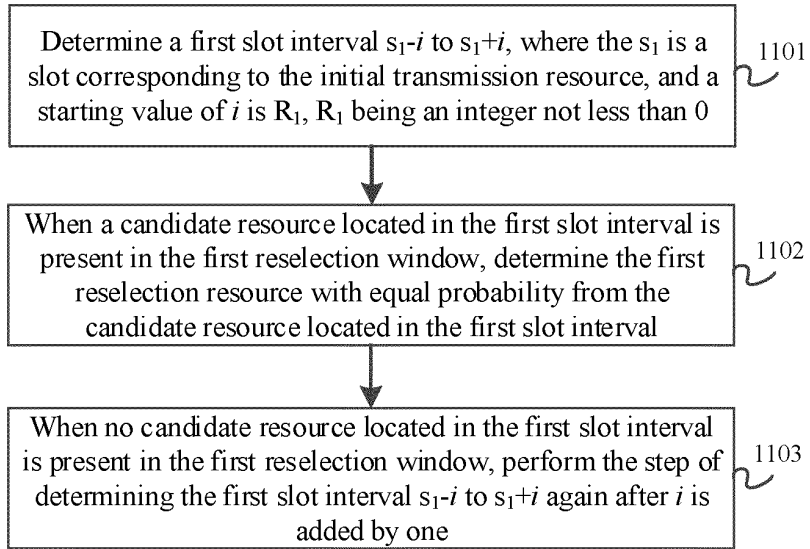 Determine a first slot interval s₁-i to s₁+i, where the s₁ is a
slot corresponding to the initial transmission resource, and a
starting value of i is R₁, R₁ being an integer not less than 0
1101
When a candidate resource located in the first slot interval is
present in the first reselection window, determine the first
reselection resource with equal probability from the
candidate resource located in the first slot interval
1102
When no candidate resource located in the first slot interval
is present in the first reselection window, perform the step of
determining the first slot interval s₁-i to s₁+i again after i is
added by one
1103